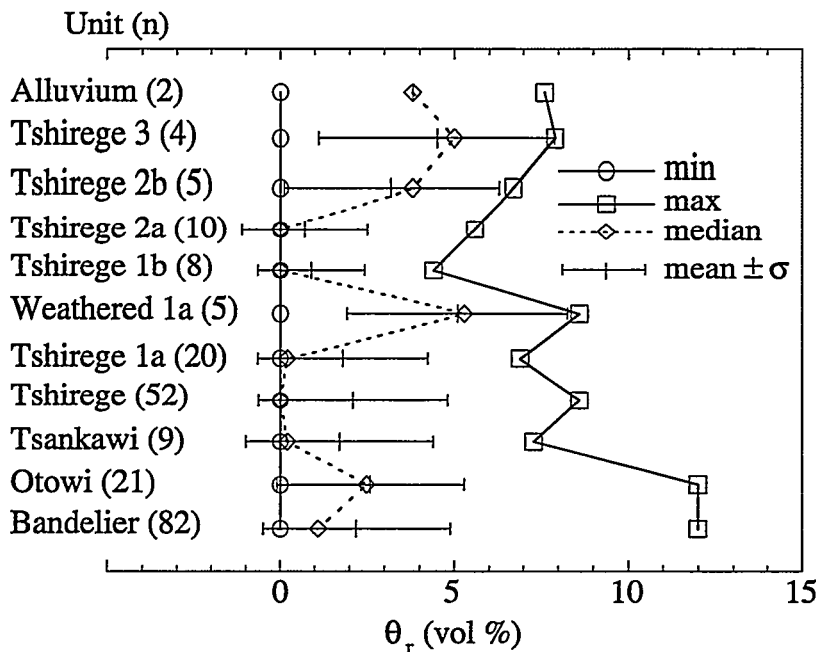 Unit (n)
Alluvium (2)
Tshirege 3 (4)
Tshirege 2b (5)
Tshirege 2a (10)
Tshirege 1b (8)
Weathered 1a (5)
Tshirege 1a (20)
Tshirege (52)
Tsankawi (9)
Otowi (21)
Bandelier (82)
min
max
median
mean ± σ
0 5 10 15
θr (vol %)